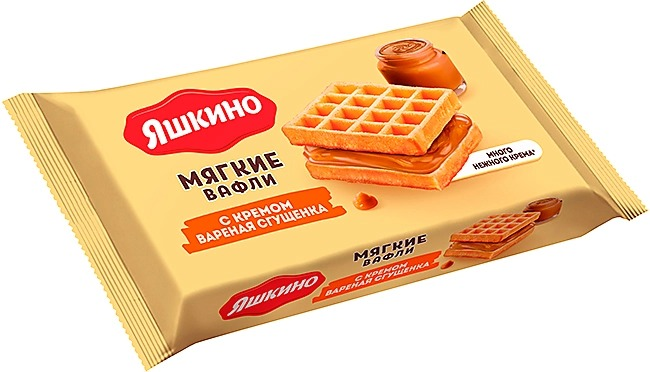 ЯШКИНО
МЯГКИЕ
ВАФЛИ
С КРЕМОМ
ВАРЕНАЯ СГУЩЕНКА
МНОГО
НЕЖНОГО КРЕМА*
ЯШКИНО
МЯГКИЕ
ВАФЛИ
С КРЕМОМ
ВАРЕНАЯ СГУЩЕНКА